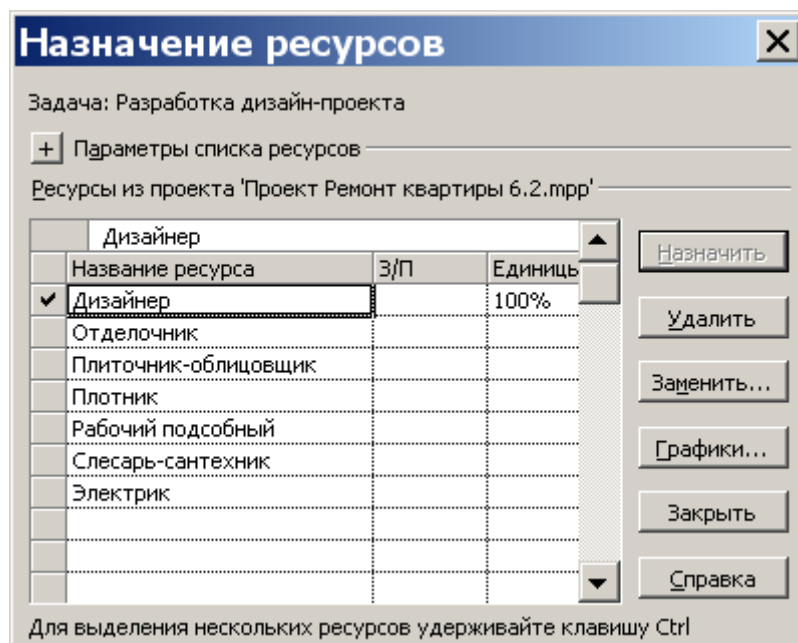 Назначение ресурсов
Задача: Разработка дизайн-проекта
+ Параметры списка ресурсов
Ресурсы из проекта 'Проект Ремонт квартиры 6.2.mpp'
Дизайнер
Название ресурса З/П Единицы
Дизайнер 100%
Отделочник
Плиточник-облицовщик
Плотник
Рабочий подсобный
Слесарь-сантехник
Электрик
Назначить
Удалить
Заменить...
Графики...
Закрыть
Справка
Для выделения нескольких ресурсов удерживайте клавишу Ctrl